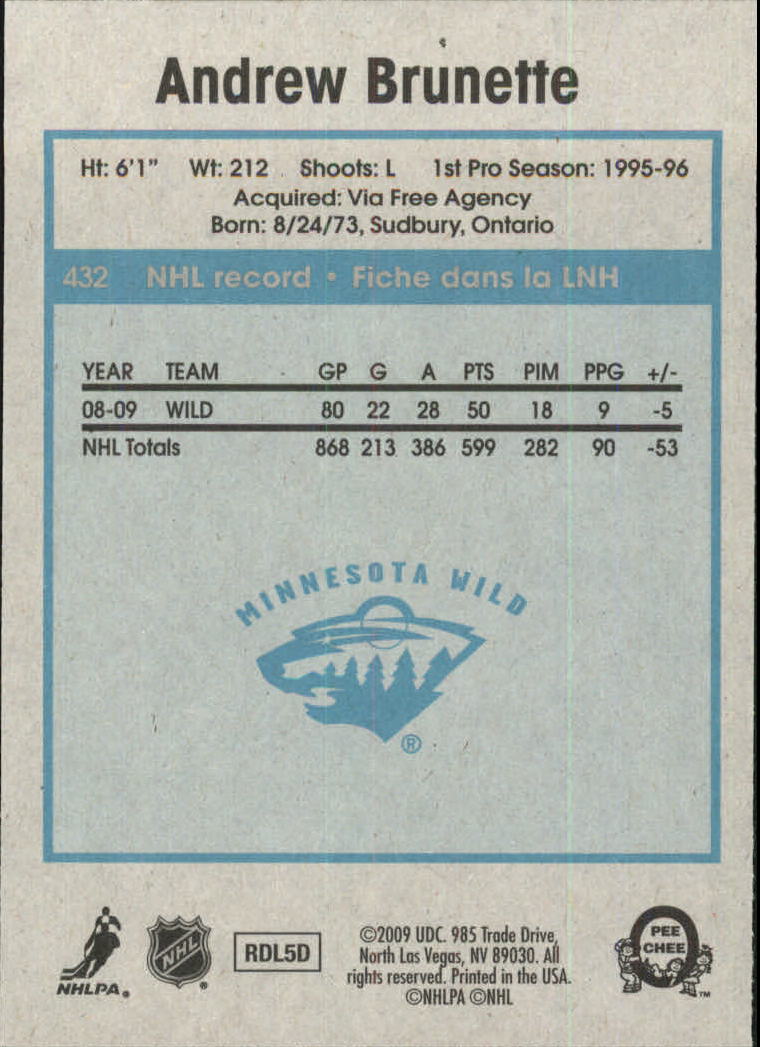 Andrew Brunette
Ht: 6'1" Wt: 212 Shoots: L 1st Pro Season: 1995-96
Acquired: Via Free Agency
Born: 8/24/73, Sudbury, Ontario
432 NHL record • Fiche dans la LNH
YEAR TEAM GP G A PTS PIM PPG +/-
08-09 WILD 80 22 28 50 18 9 -5
NHL Totals 868 213 386 599 282 90 -53
MINNESOTA WILD
®
NHLPA®
NHL®
RDL5D
©2009 UDC. 985 Trade Drive,
North Las Vegas, NV 89030. All
rights reserved. Printed in the USA.
©NHLPA ©NHL
O
PEE
CHEE
TM